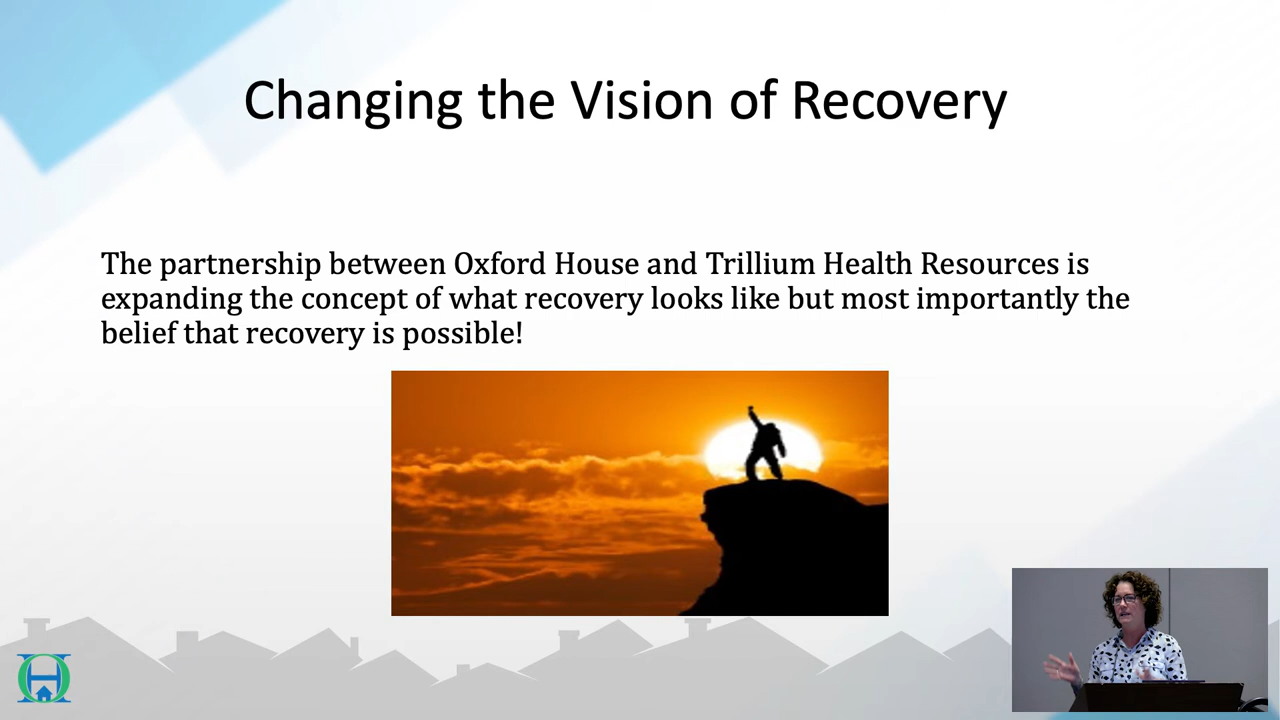 Changing the Vision of Recovery
The partnership between Oxford House and Trillium Health Resources is
expanding the concept of what recovery looks like but most importantly the
belief that recovery is possible!